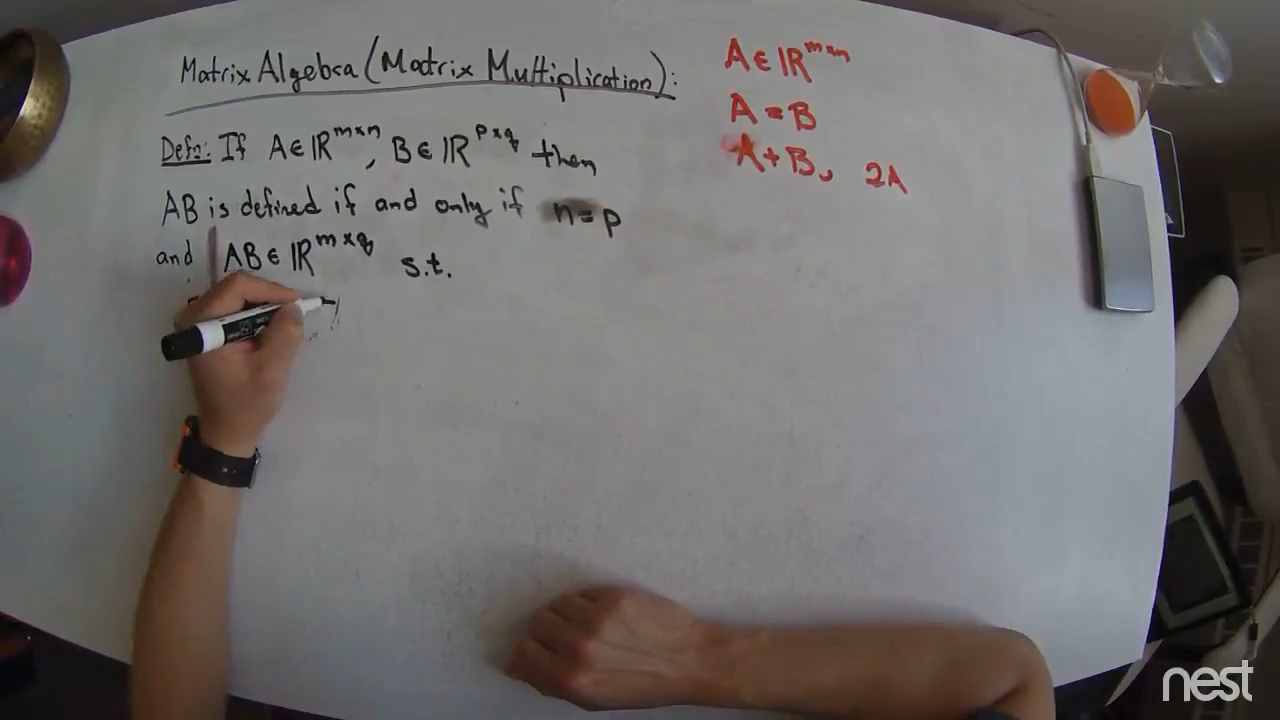 Matrix Algebra (Matrix Multiplication):
Defn: If A ∈ ℝ^{m×n}, B ∈ ℝ^{p×q} then
AB is defined if and only if n = p
and AB ∈ ℝ^{m×q} s.t.
A ∈ ℝ^{m×n}
A = B
A + B, 2A
nest